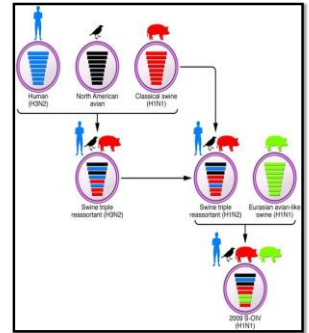 Human
(H3N2)
North American
avian
Classical swine
(H1N1)
Swine triple
reassortant (H3N2)
Swine triple
reassortant (H1N2)
Eurasian avian-like
swine (H1N1)
2009 S-OIV
(H1N1)